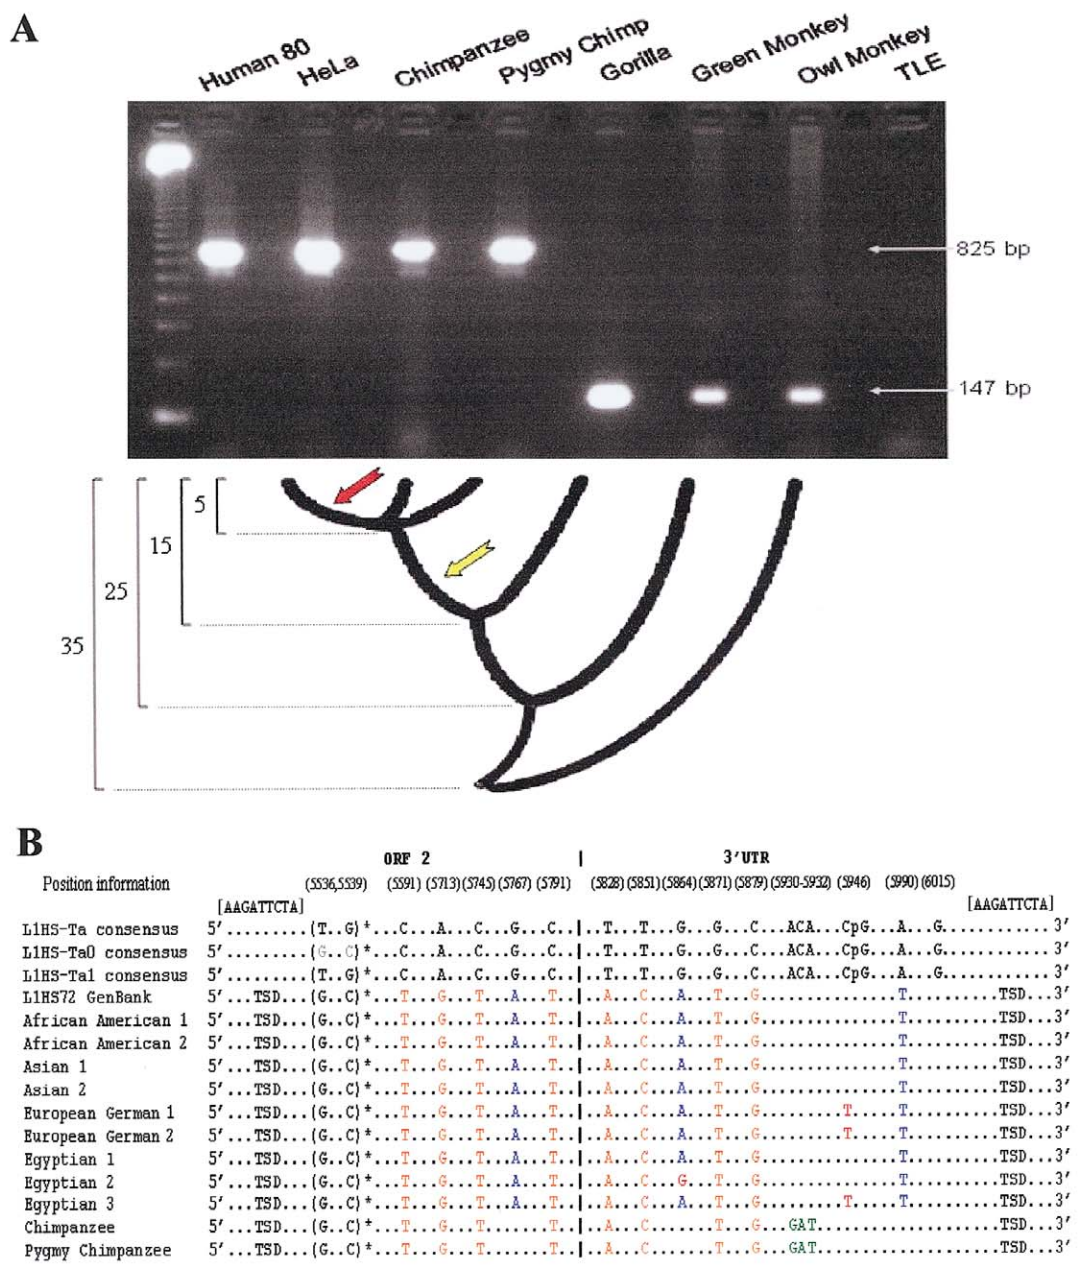 A
Human 80 HeLa Chimpanzee Pygmy Chimp Gorilla Green Monkey Owl Monkey TLE
825 bp
147 bp
5
15
25
35
B
ORF 2 | 3'UTR
Position information (5536,5539) (5591) (5713) (5745) (5767) (5791) (5828) (5851) (5864) (5871) (5879) (5930-5932) (5946) (5990) (6015)
[AAGATTCTA] [AAGATTCTA]
L1HS-Ta consensus 5'..........(T..G)*...C...A...C...G...C..|..T...T...G...G...C...ACA...CpG...A...G...........3'
L1HS-Ta0 consensus 5'..........(G..C)*...C...A...C...G...C..|..T...T...G...G...C...ACA...CpG...A...G...........3'
L1HS-Ta1 consensus 5'..........(T..G)*...C...A...C...G...C..|..T...T...G...G...C...ACA...CpG...A...G...........3'
L1HS72 GenBank 5'...TSD...(G..C)*...T...G...T...A...T..|..A...C...A...T...G...............T..........TSD...3'
African American 1 5'...TSD...(G..C)*...T...G...T...A...T..|..A...C...A...T...G...............T..........TSD...3'
African American 2 5'...TSD...(G..C)*...T...G...T...A...T..|..A...C...A...T...G...............T..........TSD...3'
Asian 1 5'...TSD...(G..C)*...T...G...T...A...T..|..A...C...A...T...G...............T..........TSD...3'
Asian 2 5'...TSD...(G..C)*...T...G...T...A...T..|..A...C...A...T...G...............T..........TSD...3'
European German 1 5'...TSD...(G..C)*...T...G...T...A...T..|..A...C...A...T...G.........T.....T..........TSD...3'
European German 2 5'...TSD...(G..C)*...T...G...T...A...T..|..A...C...A...T...G.........T.....T..........TSD...3'
Egyptian 1 5'...TSD...(G..C)*...T...G...T...A...T..|..A...C...A...T...G...............T..........TSD...3'
Egyptian 2 5'...TSD...(G..C)*...T...G...T...A...T..|..A...C...G...T...G...............T..........TSD...3'
Egyptian 3 5'...TSD...(G..C)*...T...G...T...A...T..|..A...C...A...T...G.........T.....T..........TSD...3'
Chimpanzee 5'...TSD...(G..C)*...T...G...T.......T..|..A...C.......T...G...GAT....................TSD...3'
Pygmy Chimpanzee 5'...TSD...(G..C)*...T...G...T.......T..|..A...C.......T...G...GAT....................TSD...3'